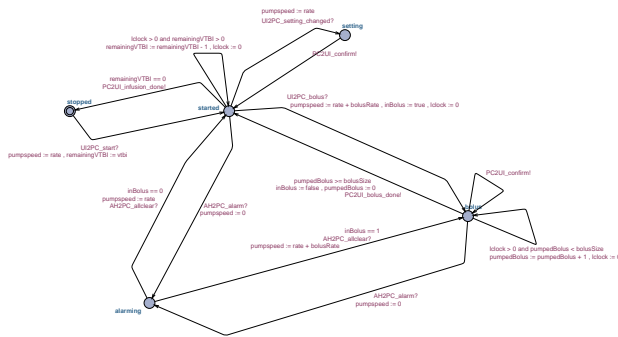 pumpspeed := rate
UI2PC_setting_changed?
setting
lclock > 0 and remainingVTBI > 0
remainingVTBI := remainingVTBI - 1 , lclock := 0
PC2UI_confirm!
remainingVTBI == 0
PC2UI_infusion_done!
stopped
started
UI2PC_bolus?
pumpspeed := rate + bolusRate , inBolus := true , lclock := 0
UI2PC_start?
pumpspeed := rate , remainingVTBI := vtbi
PC2UI_confirm!
pumpedBolus >= bolusSize
inBolus := false , pumpedBolus := 0
PC2UI_bolus_done!
inBolus == 0
pumpspeed := rate
AH2PC_allclear?
AH2PC_alarm?
pumpspeed := 0
bolus
inBolus == 1
AH2PC_allclear?
pumpspeed := rate + bolusRate
lclock > 0 and pumpedBolus < bolusSize
pumpedBolus := pumpedBolus + 1 , lclock :=
AH2PC_alarm?
pumpspeed := 0
alarming